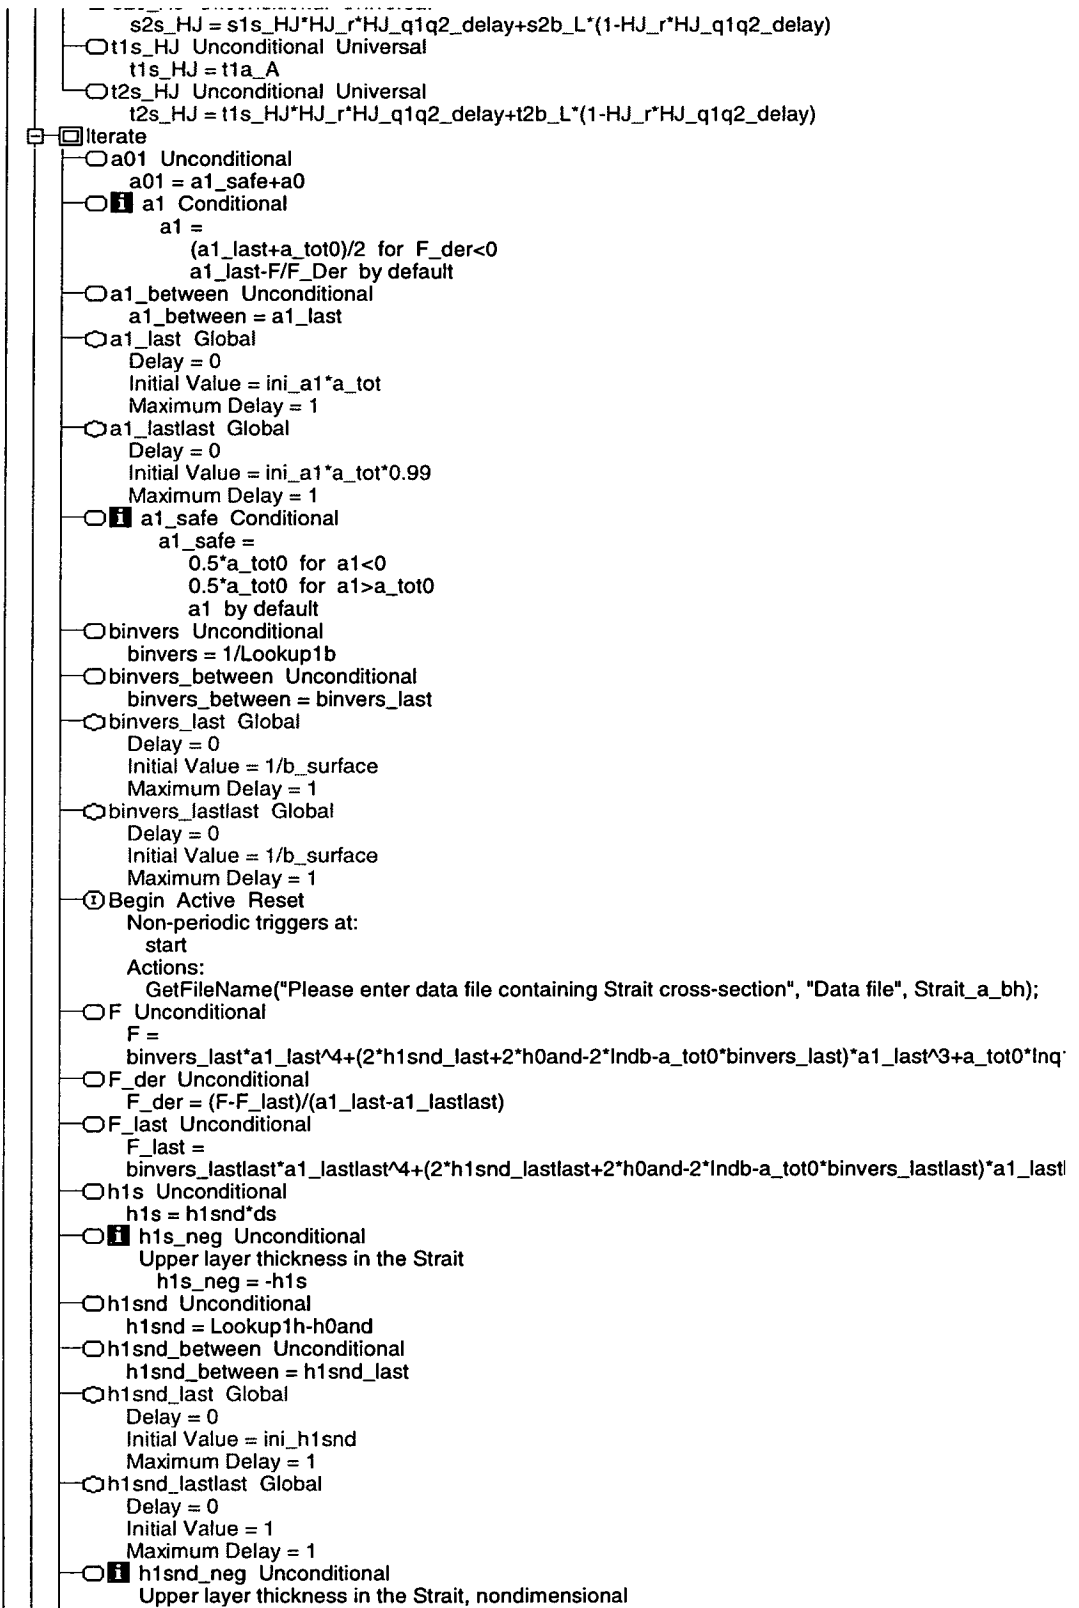 s2s_HJ = s1s_HJ*HJ_r*HJ_q1q2_delay+s2b_L*(1-HJ_r*HJ_q1q2_delay)
t1s_HJ Unconditional Universal
t1s_HJ = t1a_A
t2s_HJ Unconditional Universal
t2s_HJ = t1s_HJ*HJ_r*HJ_q1q2_delay+t2b_L*(1-HJ_r*HJ_q1q2_delay)
Iterate
a01 Unconditional
a01 = a1_safe+a0
i a1 Conditional
a1 =
(a1_last+a_tot0)/2 for F_der<0
a1_last-F/F_Der by default
a1_between Unconditional
a1_between = a1_last
a1_last Global
Delay = 0
Initial Value = ini_a1*a_tot
Maximum Delay = 1
a1_lastlast Global
Delay = 0
Initial Value = ini_a1*a_tot*0.99
Maximum Delay = 1
i a1_safe Conditional
a1_safe =
0.5*a_tot0 for a1<0
0.5*a_tot0 for a1>a_tot0
a1 by default
binvers Unconditional
binvers = 1/Lookup1b
binvers_between Unconditional
binvers_between = binvers_last
binvers_last Global
Delay = 0
Initial Value = 1/b_surface
Maximum Delay = 1
binvers_lastlast Global
Delay = 0
Initial Value = 1/b_surface
Maximum Delay = 1
Begin Active Reset
Non-periodic triggers at:
start
Actions:
GetFileName("Please enter data file containing Strait cross-section", "Data file", Strait_a_bh);
F Unconditional
F =
binvers_last*a1_last^4+(2*h1snd_last+2*h0and-2*lndb-a_tot0*binvers_last)*a1_last^3+a_tot0*lnq
F_der Unconditional
F_der = (F-F_last)/(a1_last-a1_lastlast)
F_last Unconditional
F_last =
binvers_lastlast*a1_lastlast^4+(2*h1snd_lastlast+2*h0and-2*lndb-a_tot0*binvers_lastlast)*a1_lastl
h1s Unconditional
h1s = h1snd*ds
i h1s_neg Unconditional
Upper layer thickness in the Strait
h1s_neg = -h1s
h1snd Unconditional
h1snd = Lookup1h-h0and
h1snd_between Unconditional
h1snd_between = h1snd_last
h1snd_last Global
Delay = 0
Initial Value = ini_h1snd
Maximum Delay = 1
h1snd_lastlast Global
Delay = 0
Initial Value = 1
Maximum Delay = 1
i h1snd_neg Unconditional
Upper layer thickness in the Strait, nondimensional